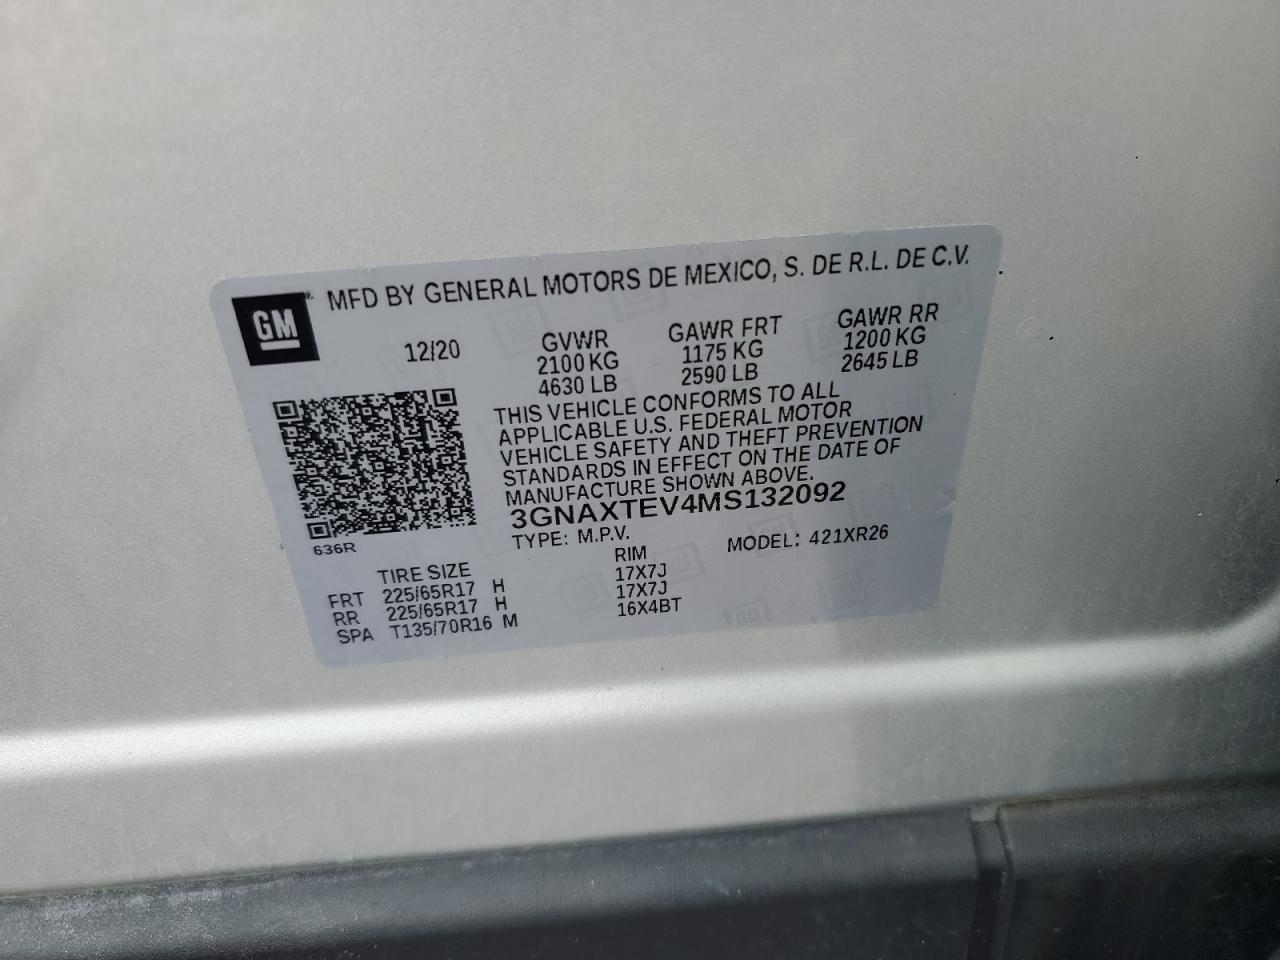 MFD BY GENERAL MOTORS DE MEXICO, S. DE R.L. DE C.V.
GM
12/20
GVWR GAWR FRT GAWR RR
2100 KG 1175 KG 1200 KG
4630 LB 2590 LB 2645 LB
THIS VEHICLE CONFORMS TO ALL
APPLICABLE U.S. FEDERAL MOTOR
VEHICLE SAFETY AND THEFT PREVENTION
STANDARDS IN EFFECT ON THE DATE OF
MANUFACTURE SHOWN ABOVE.
3GNAXTEV4MS132092
636R
TYPE: M.P.V. MODEL: 421XR26
TIRE SIZE RIM
FRT 225/65R17 H 17X7J
RR 225/65R17 H 17X7J
SPA T135/70R16 M 16X4BT